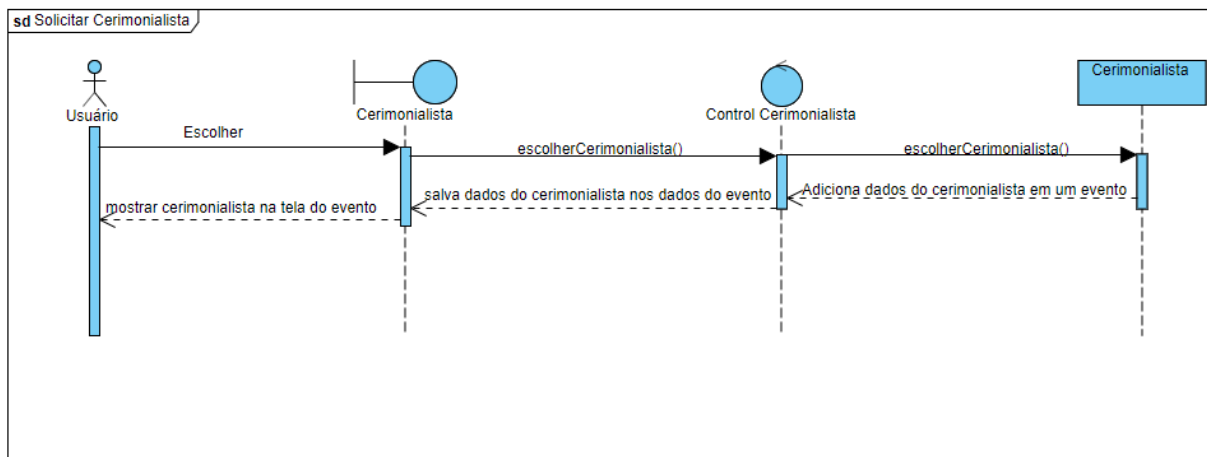 sd Solicitar Cerimonialista
Usuário
Cerimonialista
Control Cerimonialista
Cerimonialista
Escolher
escolherCerimonialista()
escolherCerimonialista()
Adiciona dados do cerimonialista em um evento
salva dados do cerimonialista nos dados do evento
mostrar cerimonialista na tela do evento